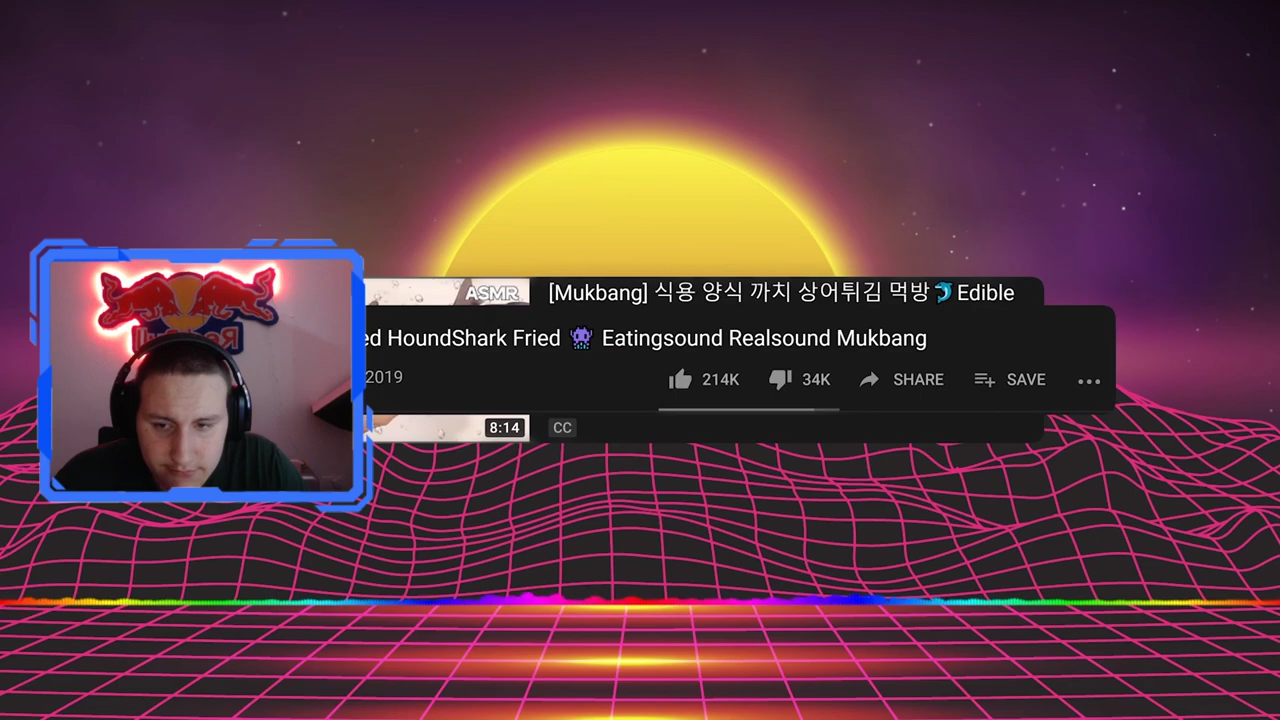 ASMR
[Mukbang] 식용 양식 까치 상어튀김 먹방🐬Edible
ed HoundShark Fried 👾 Eatingsound Realsound Mukbang
2019
214K 34K SHARE SAVE
8:14 CC